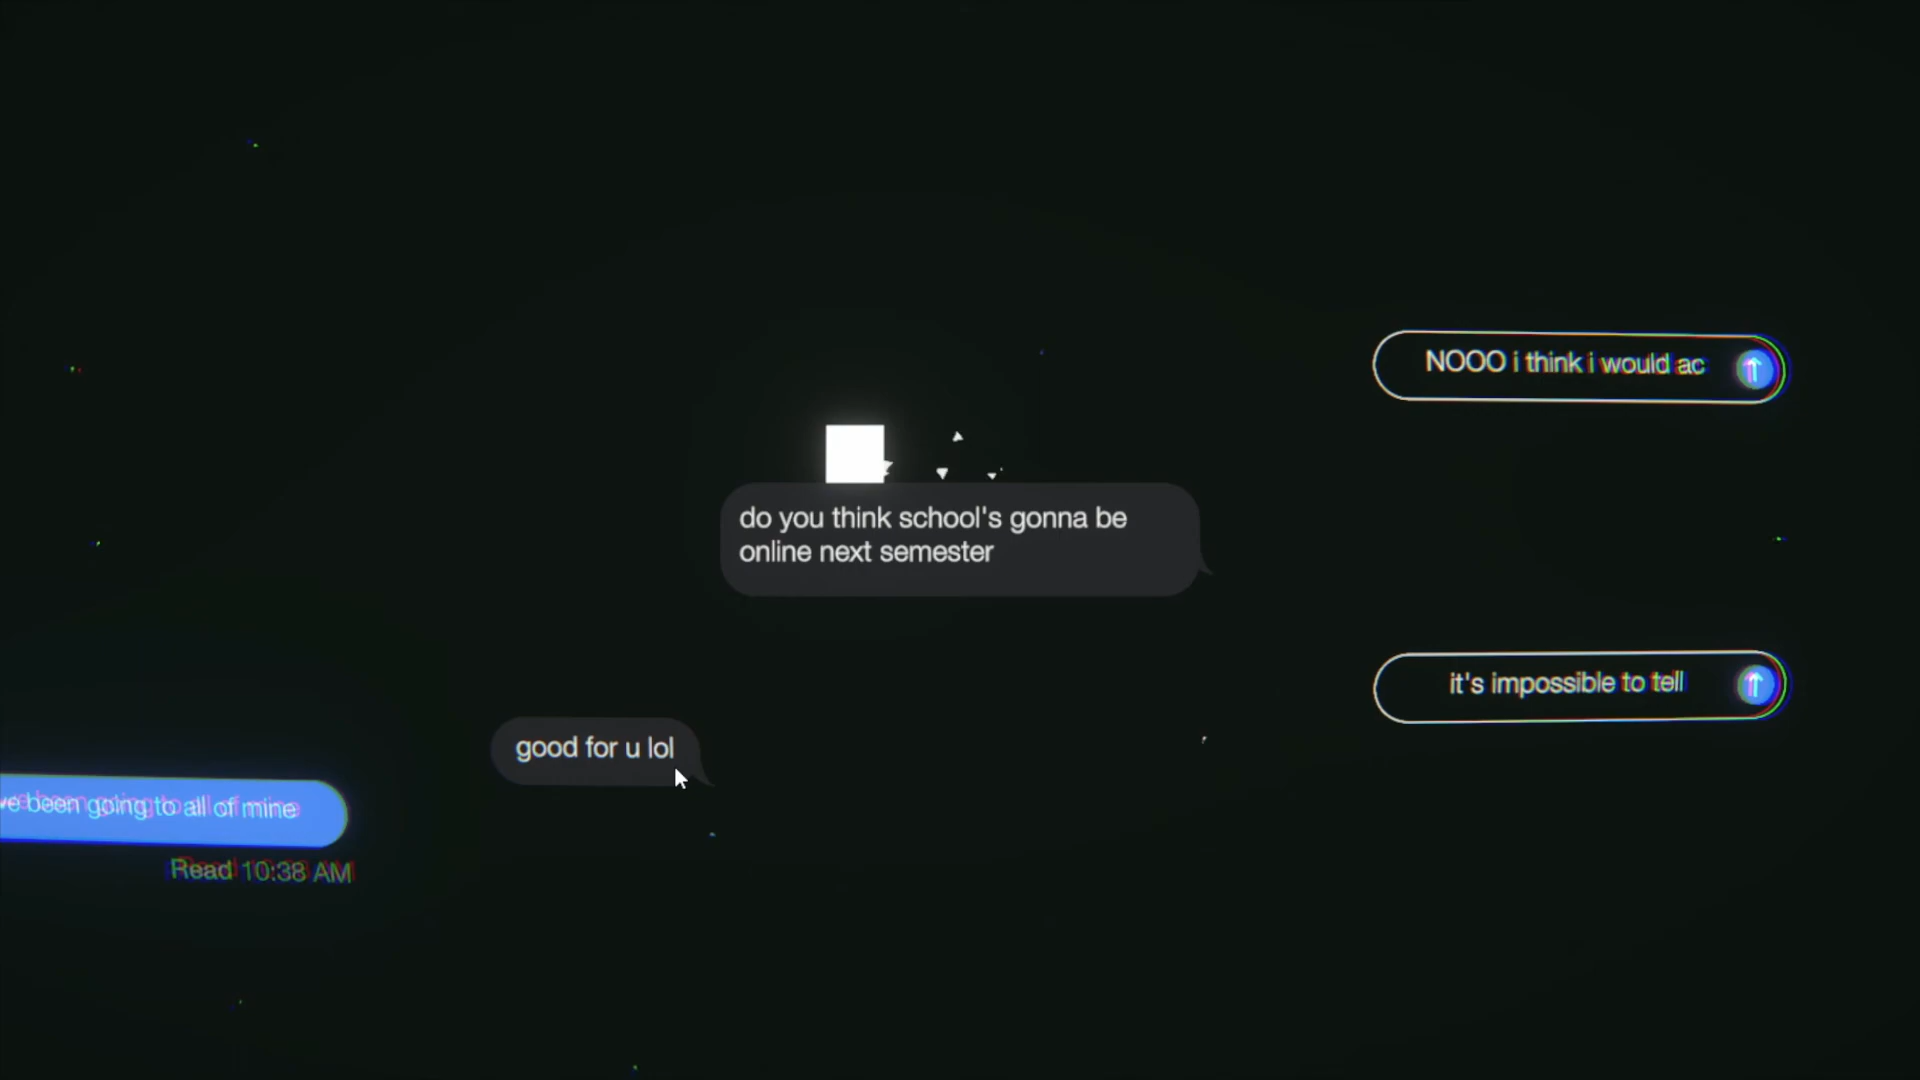 NOOO i think i would ac
do you think school's gonna be
online next semester
it's impossible to tell
good for u lol
ve been going to all of mine
Read 10:38 AM